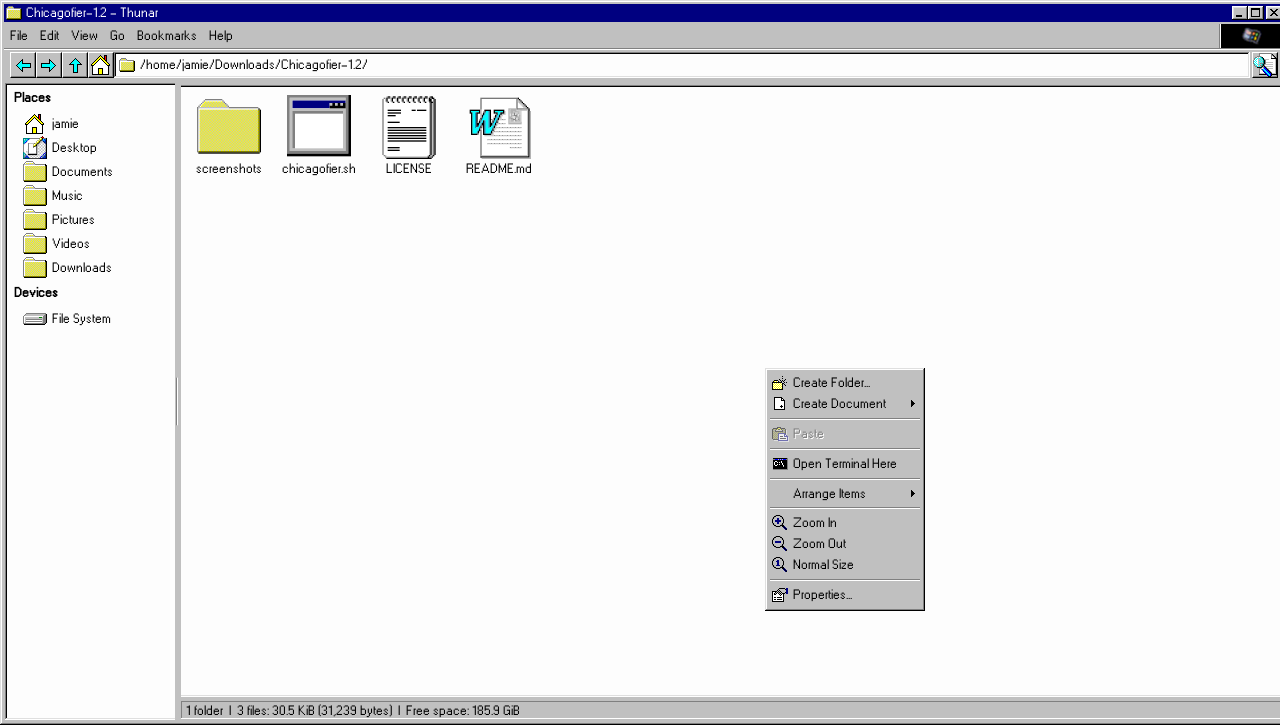 Chicagofier-1.2 - Thunar
File Edit View Go Bookmarks Help
/home/jamie/Downloads/Chicagofier-1.2/
Places
jamie
Desktop
Documents
Music
Pictures
Videos
Downloads
Devices
File System
screenshots chicagofier.sh LICENSE README.md
Create Folder...
Create Document
Paste
Open Terminal Here
Arrange Items
Zoom In
Zoom Out
Normal Size
Properties...
1 folder | 3 files: 30.5 KiB (31,239 bytes) | Free space: 185.9 GiB